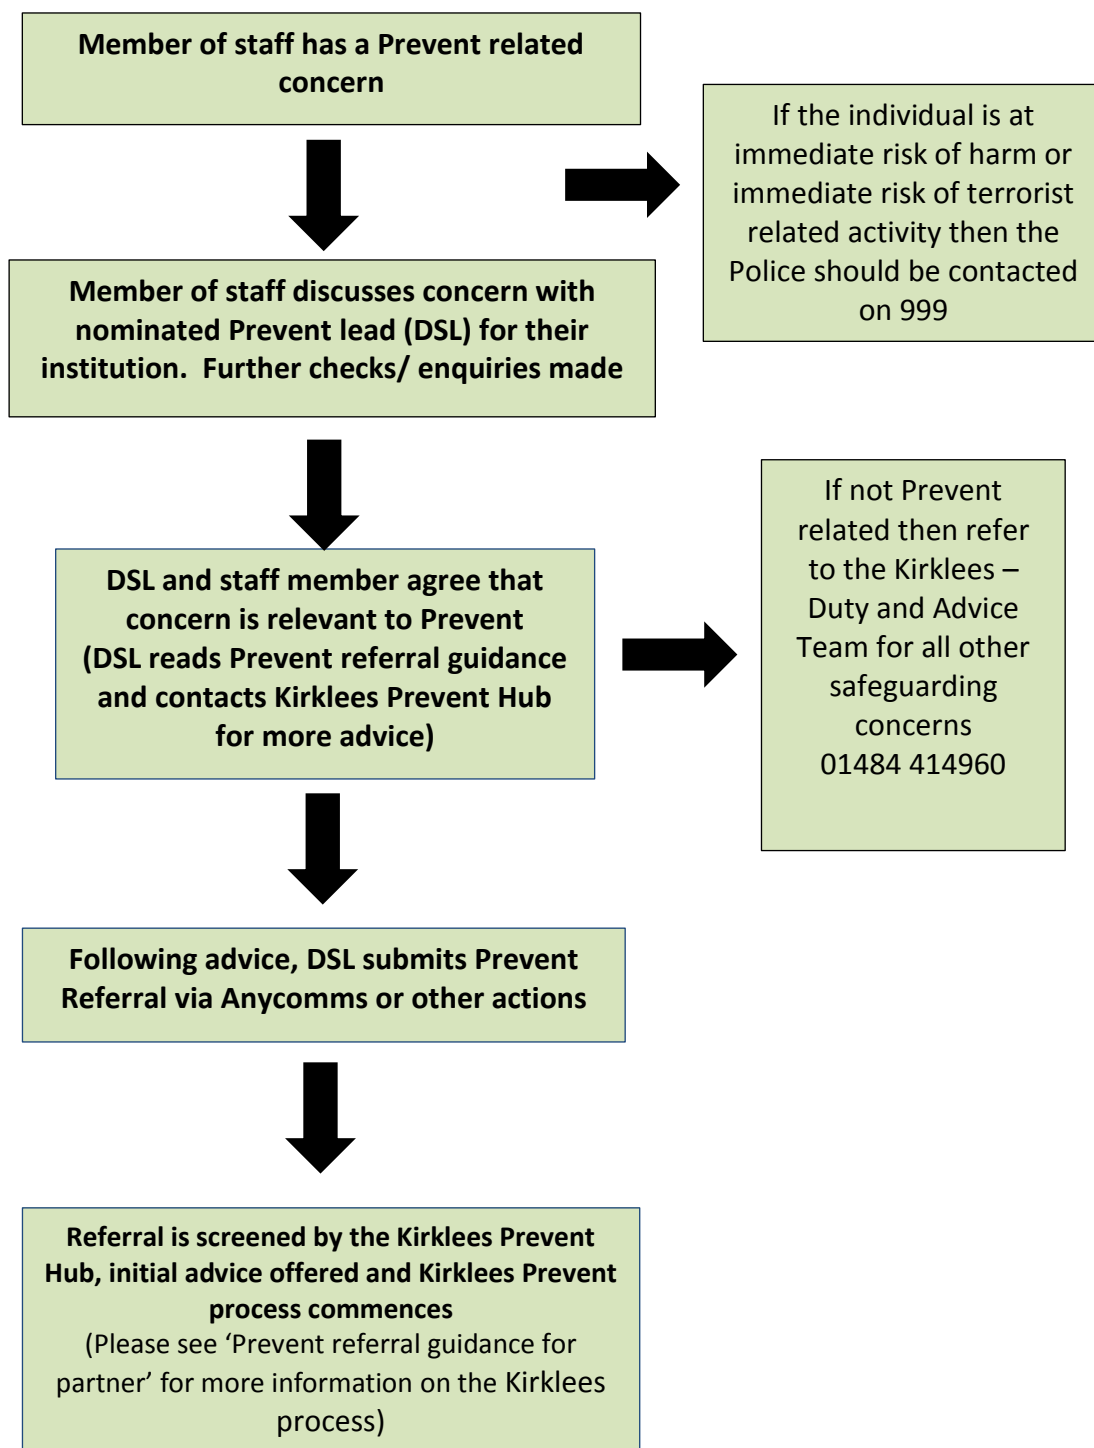 Member of staff has a Prevent related
concern
If the individual is at
immediate risk of harm or
immediate risk of terrorist
related activity then the
Police should be contacted
on 999
Member of staff discusses concern with
nominated Prevent lead (DSL) for their
institution.  Further checks/ enquiries made
If not Prevent
related then refer
to the Kirklees –
Duty and Advice
Team for all other
safeguarding
concerns
01484 414960
DSL and staff member agree that
concern is relevant to Prevent
(DSL reads Prevent referral guidance
and contacts Kirklees Prevent Hub
for more advice)
Following advice, DSL submits Prevent
Referral via Anycomms or other actions
Referral is screened by the Kirklees Prevent
Hub, initial advice offered and Kirklees Prevent
process commences
(Please see ‘Prevent referral guidance for
partner’ for more information on the Kirklees
process)